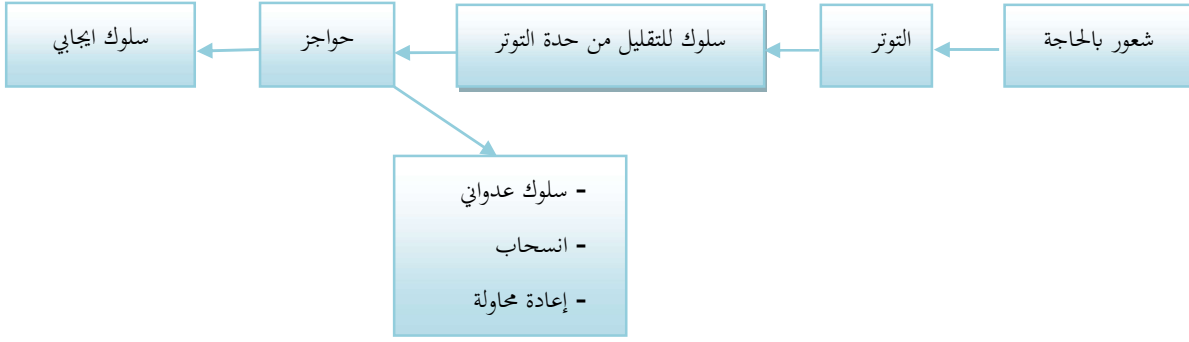 شعور بالحاجة
التوتر
سلوك للتقليل من حدة التوتر
حواجز
سلوك ايجابي
- سلوك عدواني
- انسحاب
- إعادة محاولة